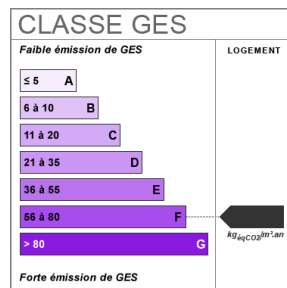 CLASSE GES
Faible émission de GES
LOGEMENT
≤ 5 A
6 à 10 B
11 à 20 C
21 à 35 D
36 à 55 E
56 à 80 F
kgéqCO2/m².an
> 80 G
Forte émission de GES